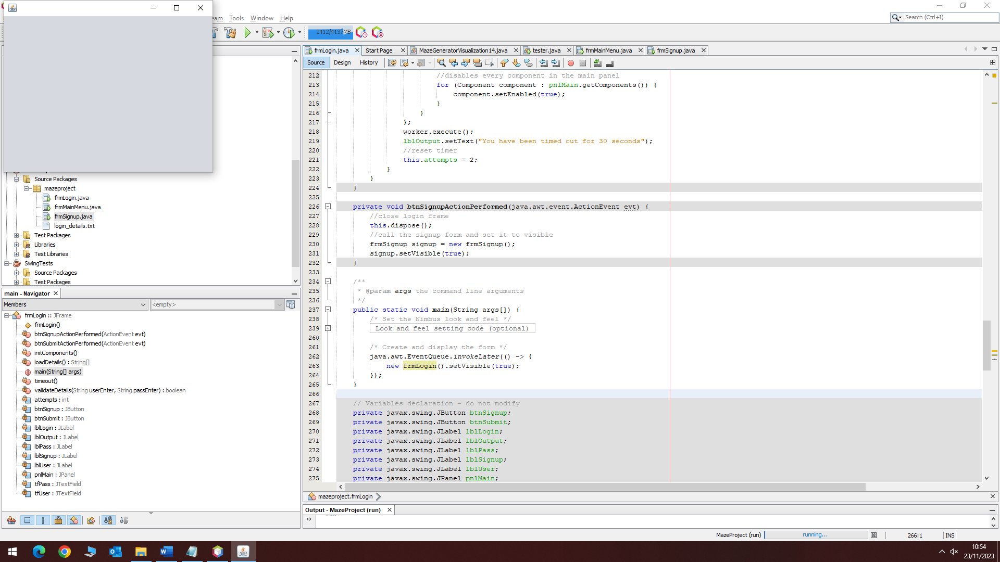 eam Tools Window Help
Search (Ctrl+I)
2412/4137MB
frmLogin.java Start Page MazeGeneratorVisualization14.java tester.java frmMainMenu.java frmSignup.java
Source Design History
212 //disables every component in the main panel
213 for (Component component : pnlMain.getComponents()) {
214 component.setEnabled(true);
215 }
216 }
217 };
218 worker.execute();
219 lblOutput.setText("You have been timed out for 30 seconds");
220 //reset timer
221 this.attempts = 2;
222 }
223 }
224 }
225
226 private void btnSignupActionPerformed(java.awt.event.ActionEvent evt) {
227 //close login frame
228 this.dispose();
229 //call the signup form and set it to visible
230 frmSignup signup = new frmSignup();
231 signup.setVisible(true);
232 }
233
234 /**
235 * @param args the command line arguments
236 */
237 public static void main(String args[]) {
238 /* Set the Nimbus look and feel */
239 Look and feel setting code (optional)
260
261 /* Create and display the form */
262 java.awt.EventQueue.invokeLater(() -> {
263 new frmLogin().setVisible(true);
264 });
265 }
266
267 // Variables declaration - do not modify
268 private javax.swing.JButton btnSignup;
269 private javax.swing.JButton btnSubmit;
270 private javax.swing.JLabel lblLogin;
271 private javax.swing.JLabel lblOutput;
272 private javax.swing.JLabel lblPass;
273 private javax.swing.JLabel lblSignup;
274 private javax.swing.JLabel lblUser;
275 private javax.swing.JPanel pnlMain;
Source Packages
mazeproject
frmLogin.java
frmMainMenu.java
frmSignup.java
login_details.txt
Test Packages
Libraries
Test Libraries
SwingTests
Source Packages
Test Packages
main - Navigator
Members <empty>
frmLogin :: JFrame
frmLogin()
btnSignupActionPerformed(ActionEvent evt)
btnSubmitActionPerformed(ActionEvent evt)
initComponents()
loadDetails() : String[]
main(String[] args)
timeout()
validateDetails(String userEnter, String passEnter) : boolean
attempts : int
btnSignup : JButton
btnSubmit : JButton
lblLogin : JLabel
lblOutput : JLabel
lblPass : JLabel
lblSignup : JLabel
lblUser : JLabel
pnlMain : JPanel
tfPass : JTextField
tfUser : JTextField
mazeproject.frmLogin
Output - MazeProject (run)
MazeProject (run) running... 266:1 INS
10:54
23/11/2023